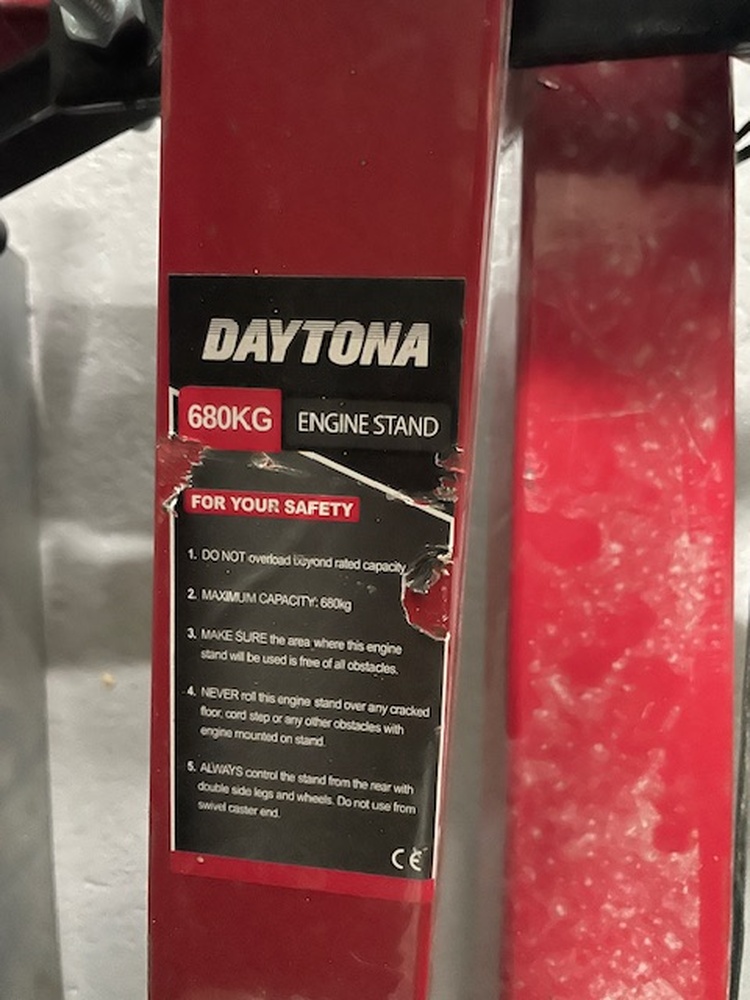 DAYTONA
680KG ENGINE STAND
FOR YOUR SAFETY
1. DO NOT overload beyond rated capacity
2. MAXIMUM CAPACITY: 680kg
3. MAKE SURE the area where this engine
stand will be used is free of all obstacles.
4. NEVER roll this engine stand over any cracked
floor, cord step or any other obstacles with
engine mounted on stand.
5. ALWAYS control the stand from the rear with
double side legs and wheels. Do not use from
swivel caster end.
CE